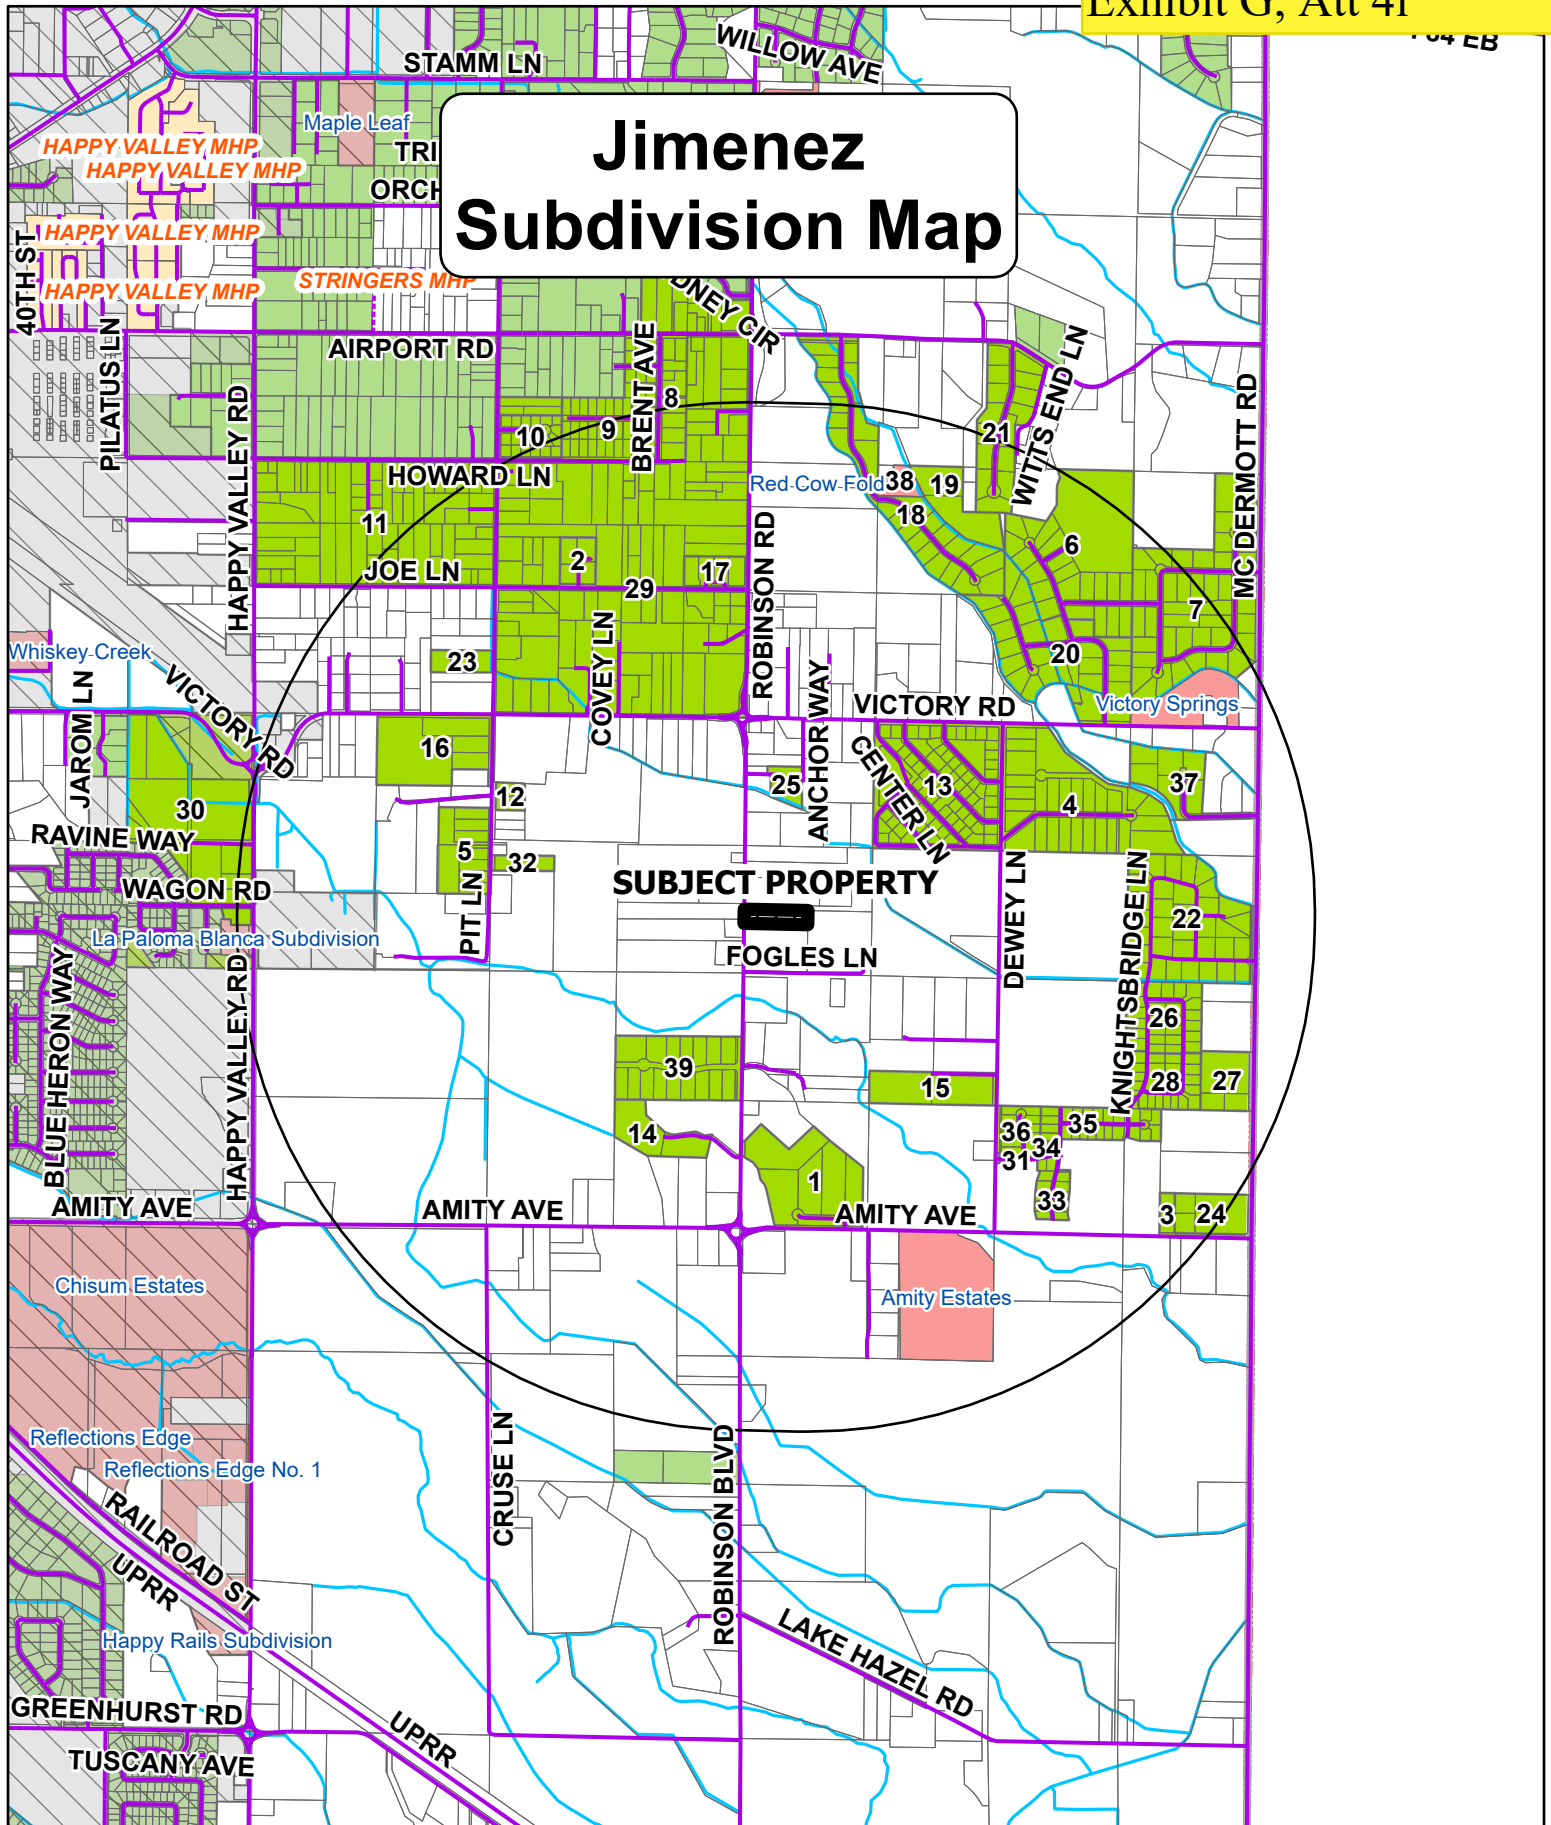 Exhibit G, Att 4f
WILLOW AVE
STAMM LN
Maple Leaf
HAPPY VALLEY MHP
HAPPY VALLEY MHP
TRI
ORCH
Jimenez
Subdivision Map
HAPPY VALLEY MHP
40TH ST
HAPPY VALLEY MHP
STRINGERS MHP
DNEY CIR
AIRPORT RD
BRENT AVE
PILATUS LN
WITTS END LN
MC DERMOTT RD
8
9
10
21
HAPPY VALLEY RD
HOWARD LN
Red Cow Fold
38
19
18
11
6
2
JOE LN
29
17
ROBINSON RD
7
Whiskey Creek
23
COVEY LN
20
JAROM LN
VICTORY RD
ANCHOR WAY
VICTORY RD
Victory Springs
16
CENTER LN
25
13
37
12
4
30
RAVINE WAY
5
32
WAGON RD
SUBJECT PROPERTY
PIT LN
DEWEY LN
KNIGHTSBRIDGE LN
22
La Paloma Blanca Subdivision
FOGLES LN
BLUE HERON WAY
HAPPY VALLEY RD
26
39
15
28
27
14
36
35
34
31
1
33
AMITY AVE
AMITY AVE
AMITY AVE
3
24
Chisum Estates
Amity Estates
Reflections Edge
Reflections Edge No. 1
CRUSE LN
ROBINSON BLVD
RAILROAD ST
UPRR
Happy Rails Subdivision
LAKE HAZEL RD
GREENHURST RD
UPRR
TUSCANY AVE